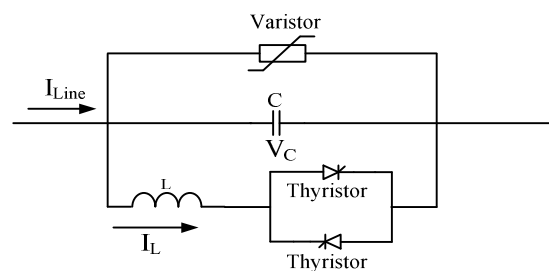 Varistor
I_Line
C
V_C
L
Thyristor
I_L
Thyristor